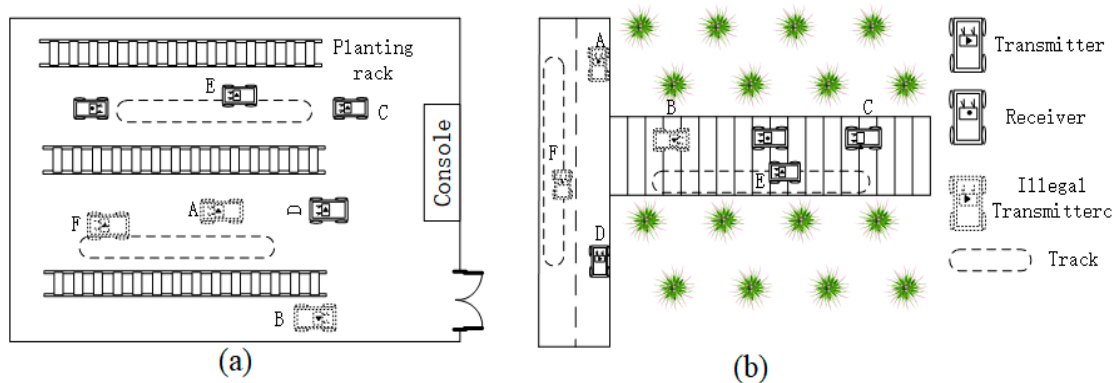 Planting
rack
E
C
Console
A
D
F
B
(a)
A
B
C
F
E
D
(b)
Transmitter
Receiver
Illegal
Transmitterc
Track